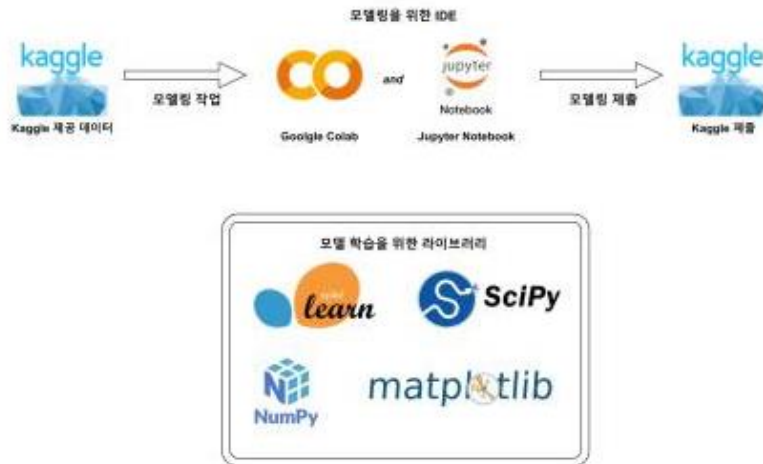 모델링을 위한 IDE
kaggle
모델링 작업
Kaggle 제공 데이터
and
Goolgle Colab
jupyter
Notebook
Jupyter Notebook
모델링 제출
kaggle
Kaggle 제출
모델 학습을 위한 라이브러리
learn
SciPy
NumPy
matplotlib